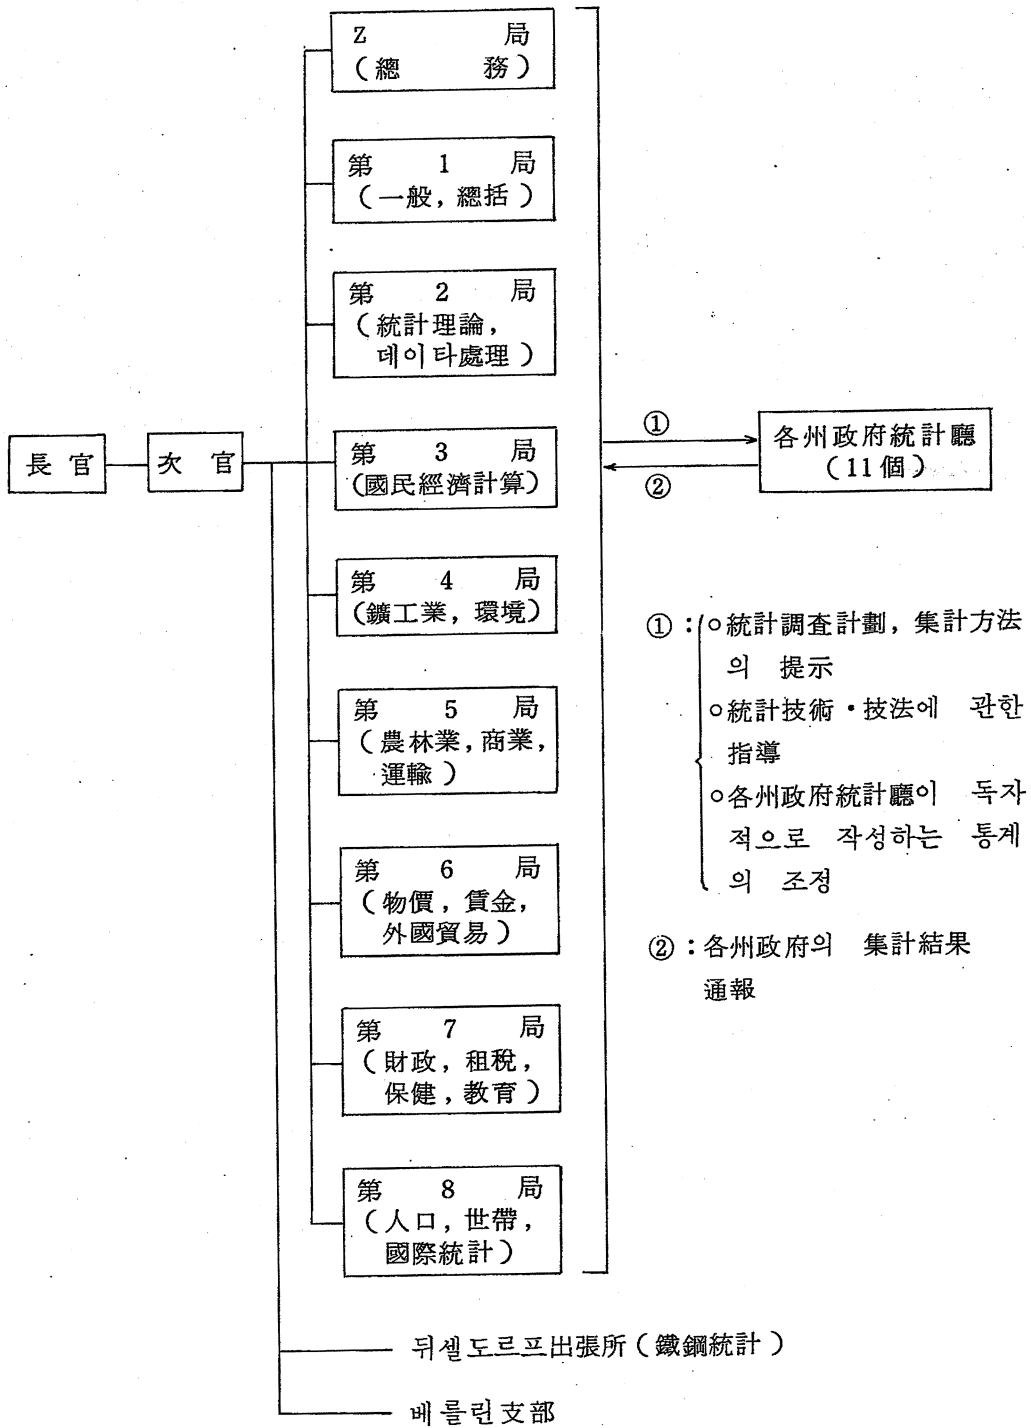 Z 局
(總 務)
第 1 局
(一般, 總括)
第 2 局
(統計理論,
데이타處理)
長官
次官
第 3 局
(國民經濟計算)
①
②
各州政府統計廳
(11個)
第 4 局
(鑛工業, 環境)
第 5 局
(農林業, 商業,
運輸)
第 6 局
(物價, 賃金,
外國貿易)
第 7 局
(財政, 租稅,
保健, 敎育)
第 8 局
(人口, 世帶,
國際統計)
① : ○統計調査計劃, 集計方法
의 提示
○統計技術·技法에 관한
指導
○各州政府統計廳이 독자
적으로 작성하는 통계
의 조정
② : 各州政府의 集計結果
通報
뒤셀도르프出張所(鐵鋼統計)
베를린支部